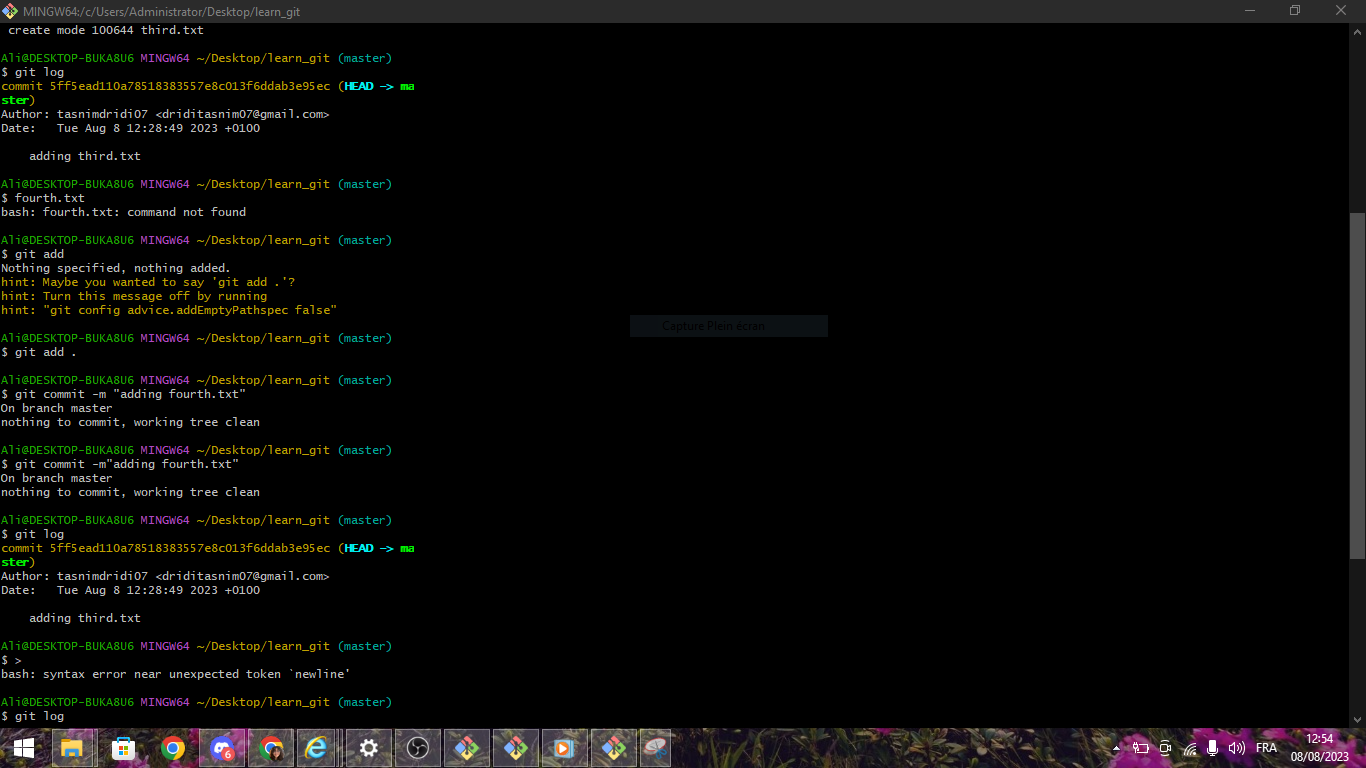 MINGW64:/c/Users/Administrator/Desktop/learn_git
create mode 100644 third.txt
Ali@DESKTOP-BUKA8U6 MINGW64 ~/Desktop/learn_git (master)
$ git log
commit 5ff5ead110a78518383557e8c013f6ddab3e95ec (HEAD -> ma
ster)
Author: tasnimdridi07 <driditasnim07@gmail.com>
Date:   Tue Aug 8 12:28:49 2023 +0100
adding third.txt
Ali@DESKTOP-BUKA8U6 MINGW64 ~/Desktop/learn_git (master)
$ fourth.txt
bash: fourth.txt: command not found
Ali@DESKTOP-BUKA8U6 MINGW64 ~/Desktop/learn_git (master)
$ git add
Nothing specified, nothing added.
hint: Maybe you wanted to say 'git add .'?
hint: Turn this message off by running
hint: "git config advice.addEmptyPathspec false"
Capture Plein écran
Ali@DESKTOP-BUKA8U6 MINGW64 ~/Desktop/learn_git (master)
$ git add .
Ali@DESKTOP-BUKA8U6 MINGW64 ~/Desktop/learn_git (master)
$ git commit -m "adding fourth.txt"
On branch master
nothing to commit, working tree clean
Ali@DESKTOP-BUKA8U6 MINGW64 ~/Desktop/learn_git (master)
$ git commit -m"adding fourth.txt"
On branch master
nothing to commit, working tree clean
Ali@DESKTOP-BUKA8U6 MINGW64 ~/Desktop/learn_git (master)
$ git log
commit 5ff5ead110a78518383557e8c013f6ddab3e95ec (HEAD -> ma
ster)
Author: tasnimdridi07 <driditasnim07@gmail.com>
Date:   Tue Aug 8 12:28:49 2023 +0100
adding third.txt
Ali@DESKTOP-BUKA8U6 MINGW64 ~/Desktop/learn_git (master)
$ >
bash: syntax error near unexpected token `newline'
Ali@DESKTOP-BUKA8U6 MINGW64 ~/Desktop/learn_git (master)
$ git log
6
FRA
12:54
08/08/2023